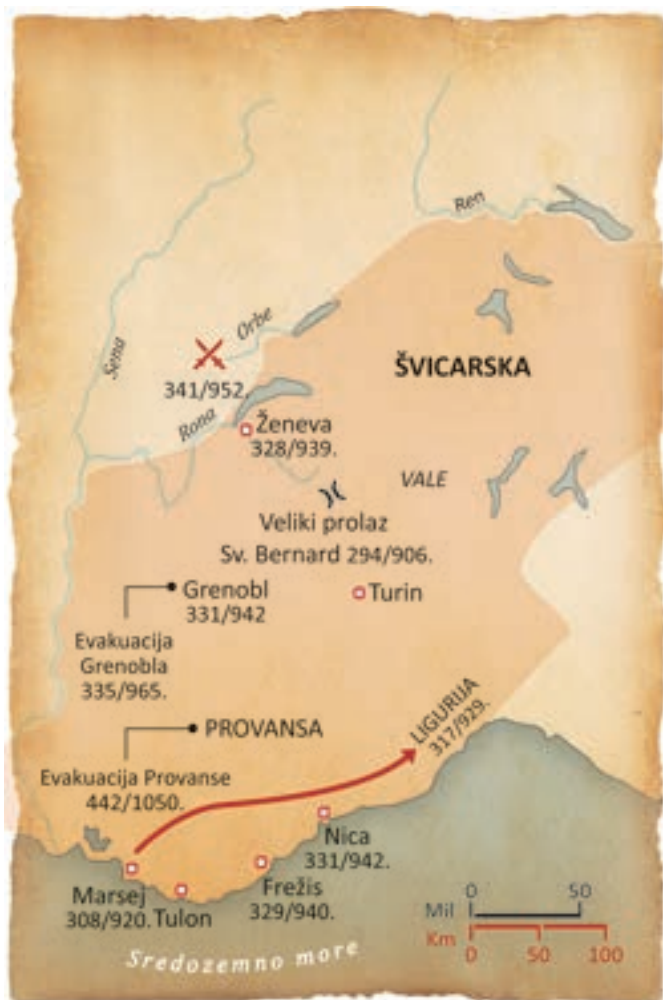 Ren
Orbe
Sena
341/952.
ŠVICARSKA
Rona
Ženeva
328/939.
VALE
Veliki prolaz
Sv. Bernard 294/906.
Grenobl
331/942
Turin
Evakuacija
Grenobla
335/965.
PROVANSA
LIGURIJA
317/929.
Evakuacija Provanse
442/1050.
Nica
331/942.
Marsej
308/920.
Tulon
Frežis
329/940.
0 50
Mil
Km
0 50 100
Sredozemno more